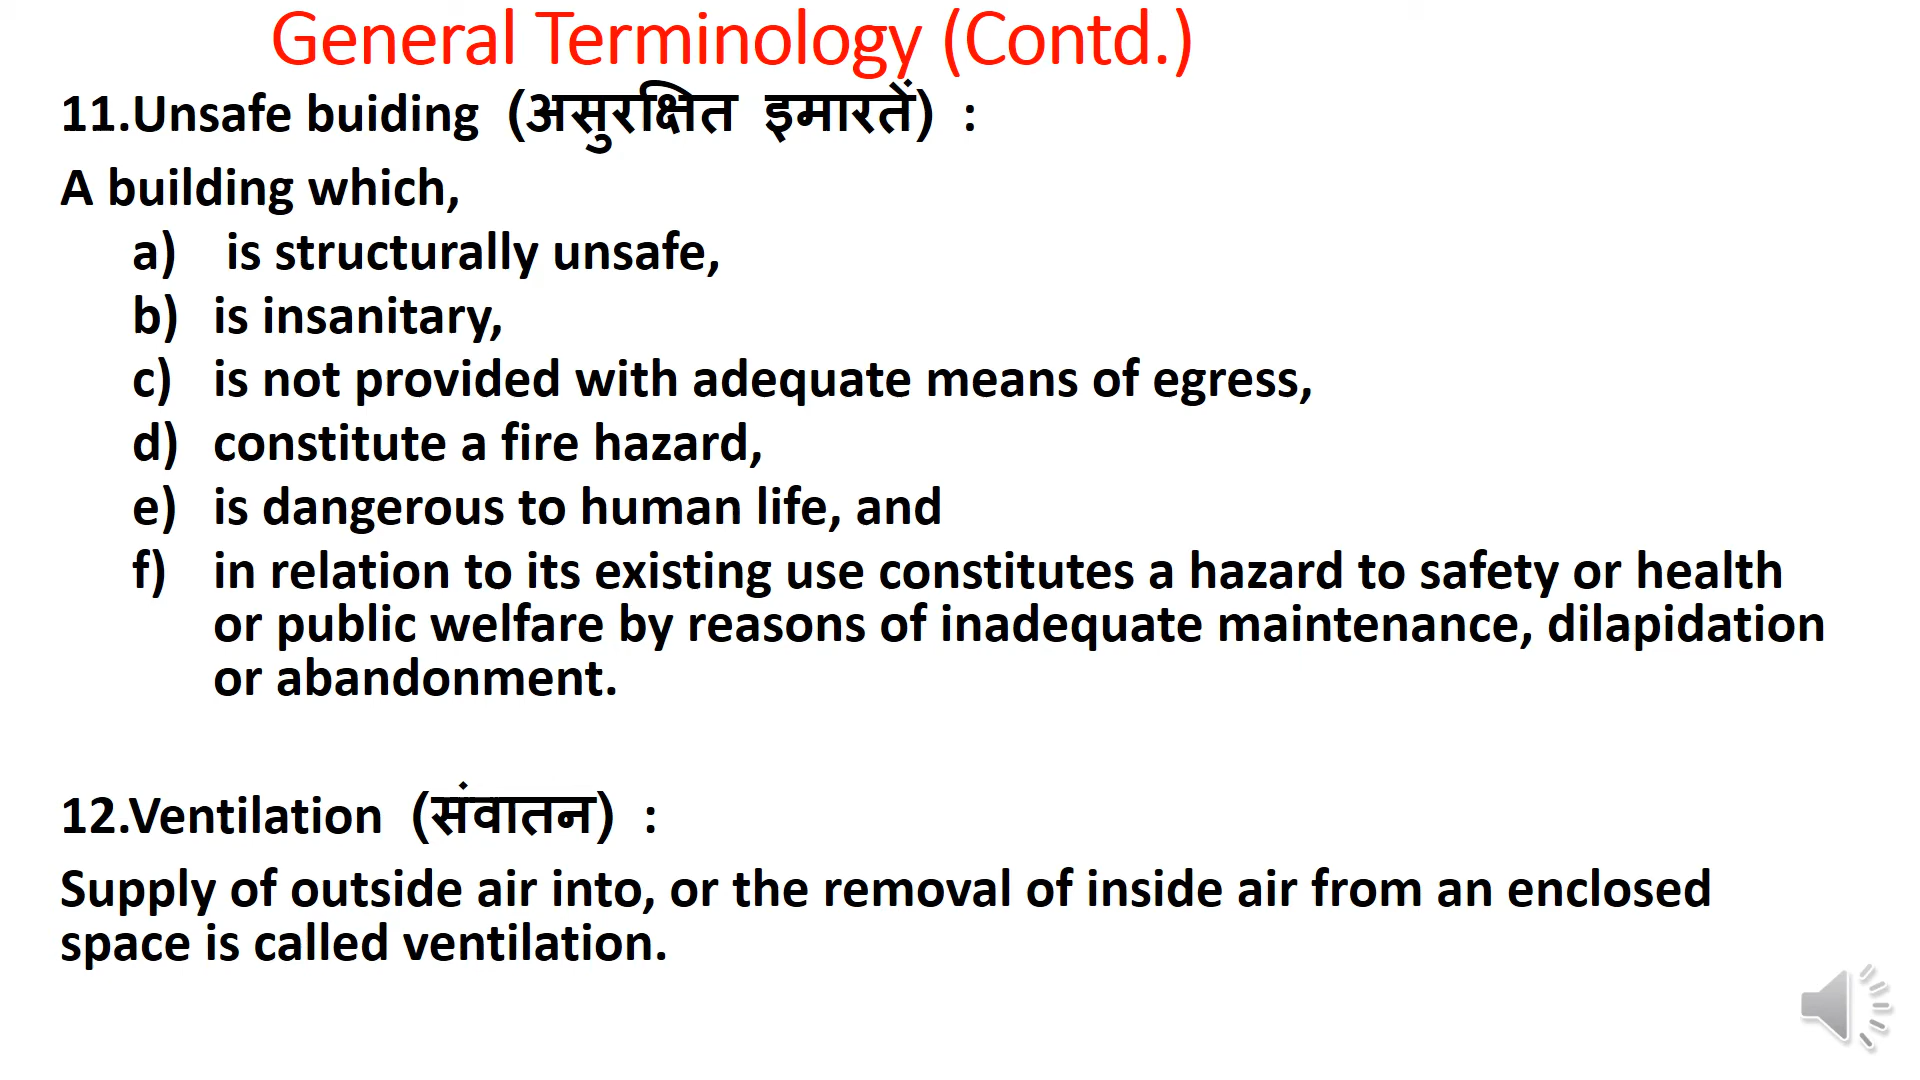 General Terminology (Contd.)
11.Unsafe buiding (असुरक्षित इमारतें) :
A building which,
a) is structurally unsafe,
b) is insanitary,
c) is not provided with adequate means of egress,
d) constitute a fire hazard,
e) is dangerous to human life, and
f) in relation to its existing use constitutes a hazard to safety or health
or public welfare by reasons of inadequate maintenance, dilapidation
or abandonment.
12.Ventilation (संवातन) :
Supply of outside air into, or the removal of inside air from an enclosed
space is called ventilation.